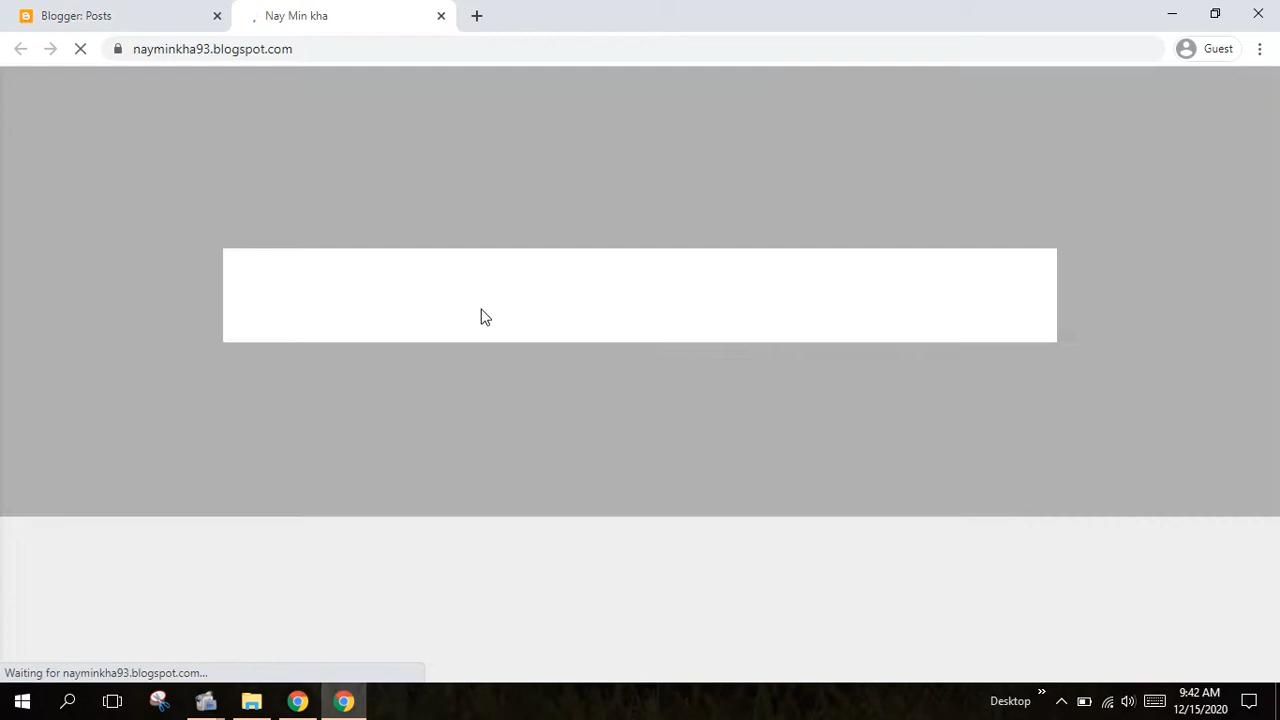 Blogger: Posts
Nay Min kha
nayminkha93.blogspot.com
Guest
Waiting for nayminkha93.blogspot.com...
Desktop
9:42 AM
12/15/2020